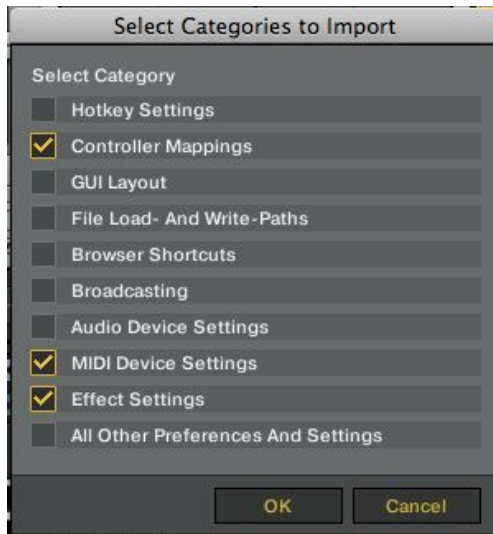 Select Categories to Import
Select Category
Hotkey Settings
Controller Mappings
GUI Layout
File Load- And Write-Paths
Browser Shortcuts
Broadcasting
Audio Device Settings
MIDI Device Settings
Effect Settings
All Other Preferences And Settings
OK Cancel